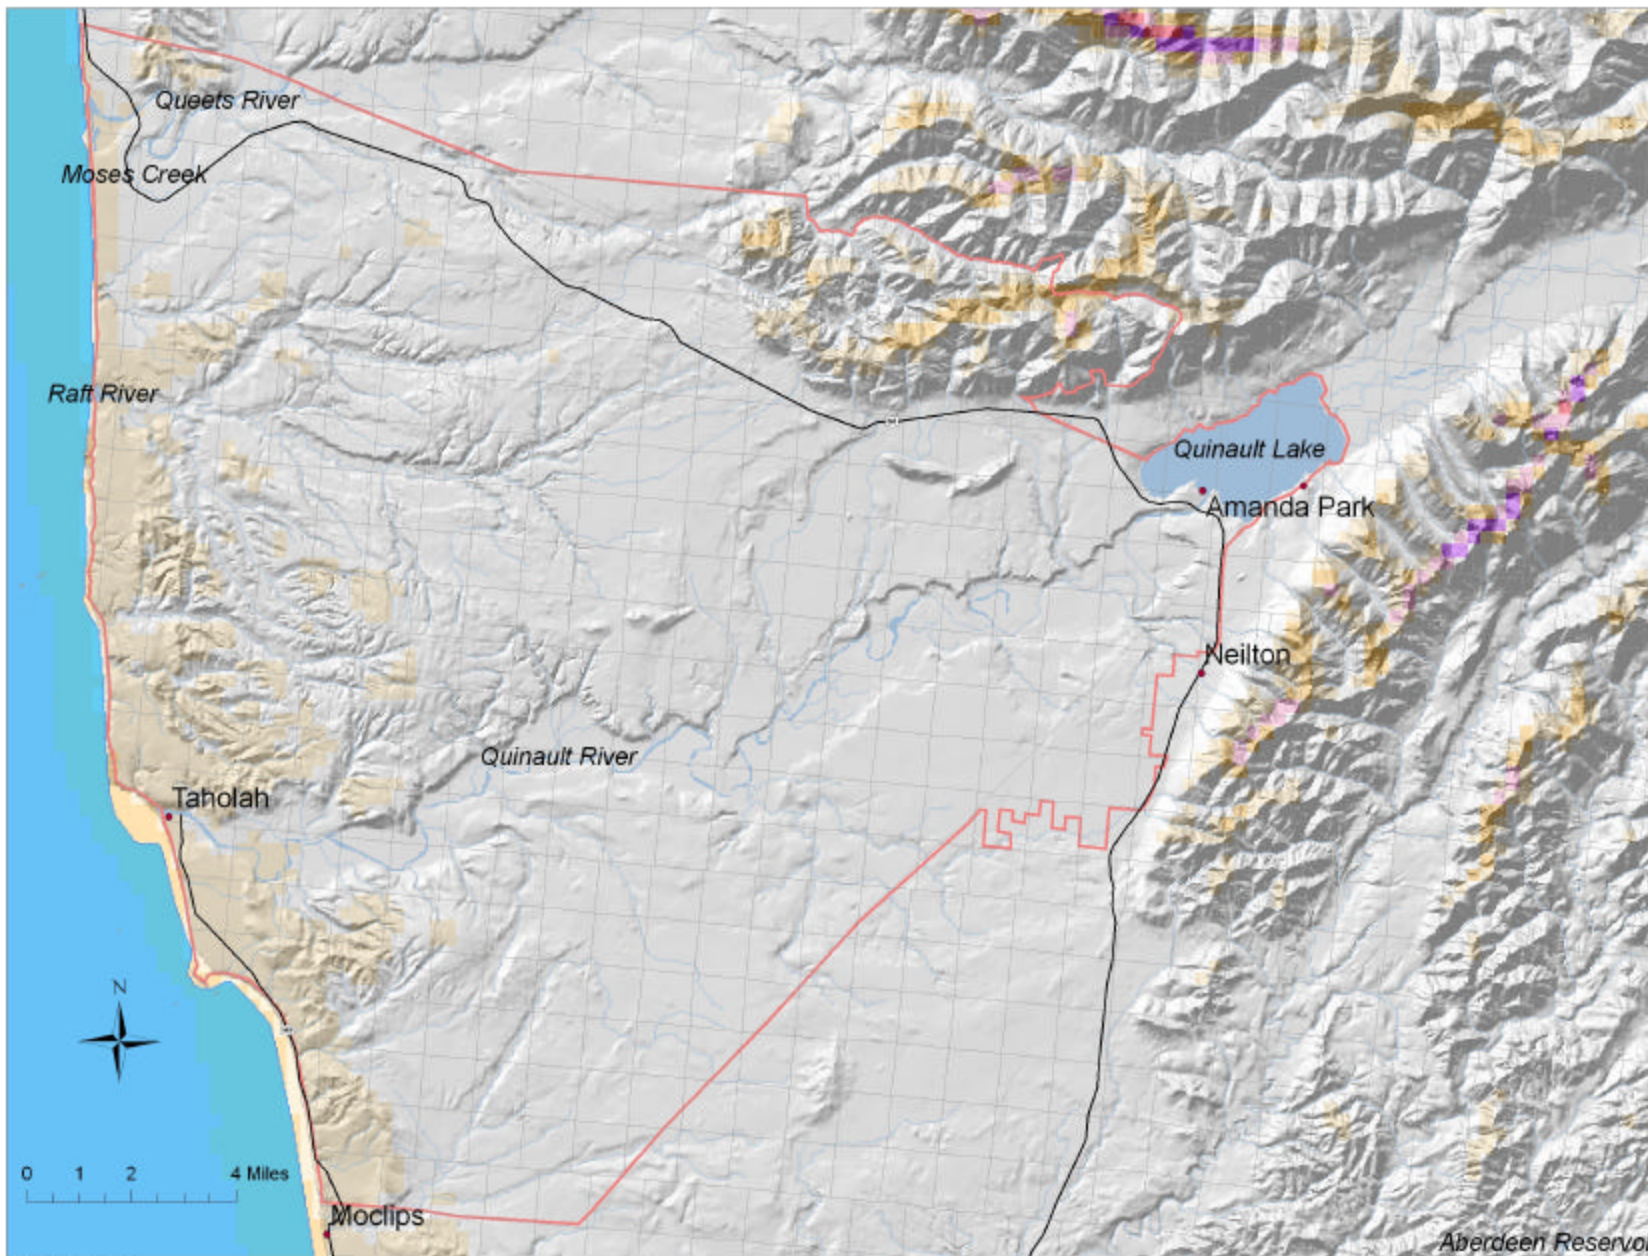 Queets River
Moses Creek
Raft River
Quinault Lake
Amanda Park
Neilton
Quinault River
Taholah
N
0 1 2 4 Miles
Moclips
Aberdeen Reservo